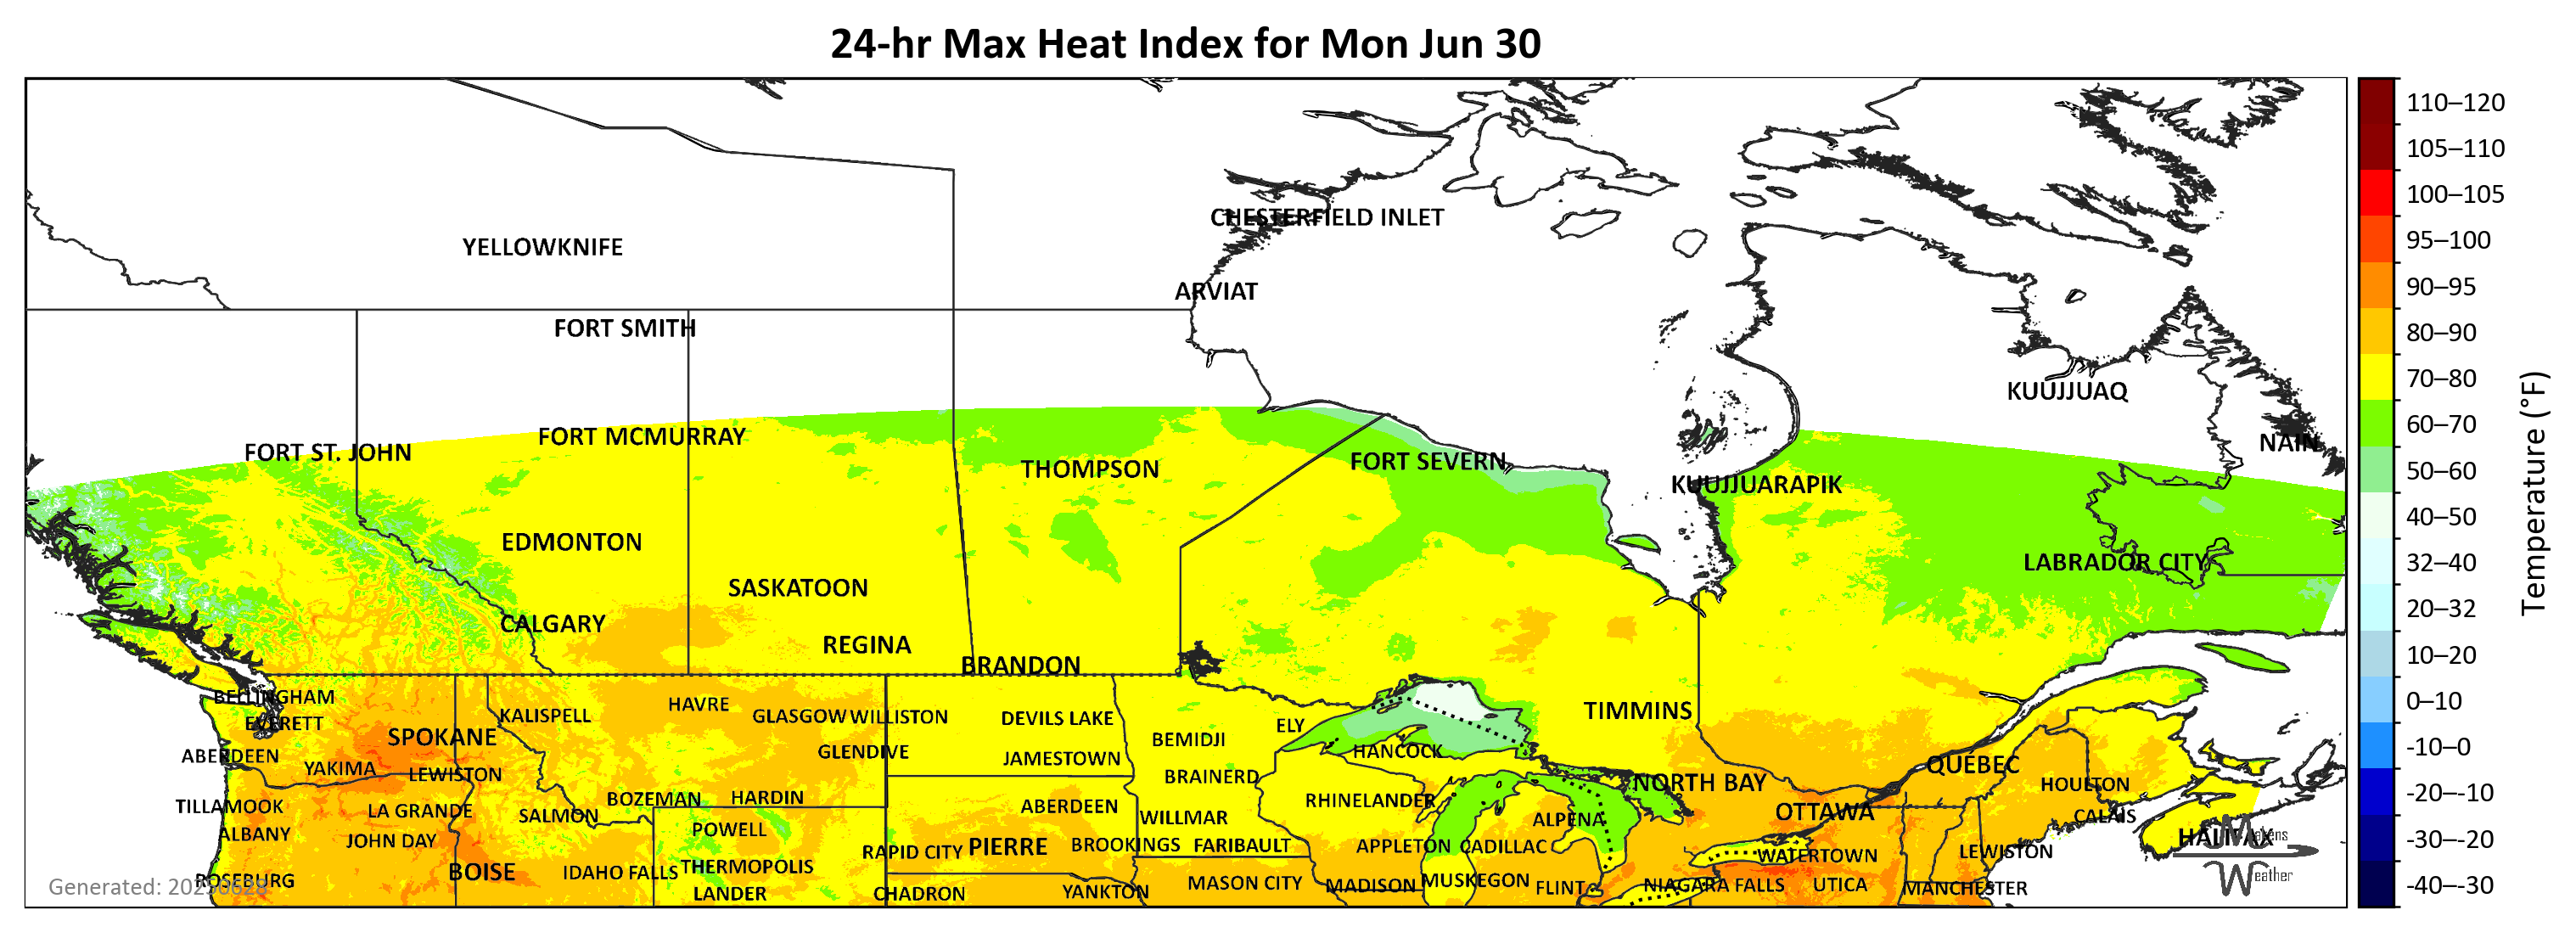 24-hr Max Heat Index for Mon Jun 30
110–120
105–110
CHESTERFIELD INLET
100–105
YELLOWKNIFE
95–100
ARVIAT
90–95
FORT SMITH
80–90
KUUJJUAQ
70–80
FORT MCMURRAY
60–70
FORT ST. JOHN
NAIN
FORT SEVERN
THOMPSON
50–60
KUUJJUARAPIK
40–50
EDMONTON
LABRADOR CITY
32–40
SASKATOON
20–32
CALGARY
REGINA
10–20
BRANDON
BELLINGHAM
HAVRE
0–10
KALISPELL
GLASGOW
WILLISTON
DEVILS LAKE
TIMMINS
EVERETT
ELY
SPOKANE
BEMIDJI
-10–0
ABERDEEN
GLENDIVE
JAMESTOWN
HANCOCK
QUÉBEC
YAKIMA
LEWISTON
BRAINERD
NORTH BAY
HOULTON
-20–-10
TILLAMOOK
LA GRANDE
BOZEMAN
HARDIN
ABERDEEN
RHINELANDER
SALMON
WILLMAR
ALPENA
OTTAWA
CALAIS
ALBANY
JOHN DAY
POWELL
PIERRE
BROOKINGS
FARIBAULT
APPLETON
CADILLAC
HALIFAX
Makens
Weather
-30–-20
RAPID CITY
WATERTOWN
LEWISTON
BOISE
IDAHO FALLS
THERMOPOLIS
ROSEBURG
MASON CITY
MADISON
MUSKEGON
FLINT
NIAGARA FALLS
UTICA
MANCHESTER
-40–-30
LANDER
CHADRON
YANKTON
Generated: 20250628
Temperature (°F)